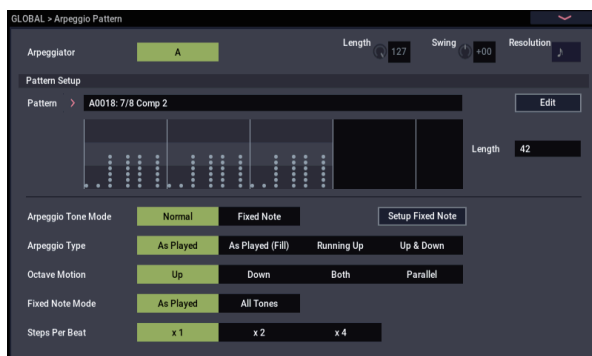 GLOBAL > Arpeggio Pattern
Arpeggiator A Length 127 Swing +00 Resolution ♪
Pattern Setup
Pattern > A0018: 7/8 Comp 2 Edit
Length 42
Arpeggio Tone Mode Normal Fixed Note Setup Fixed Note
Arpeggio Type As Played As Played (Fill) Running Up Up & Down
Octave Motion Up Down Both Parallel
Fixed Note Mode As Played All Tones
Steps Per Beat x 1 x 2 x 4